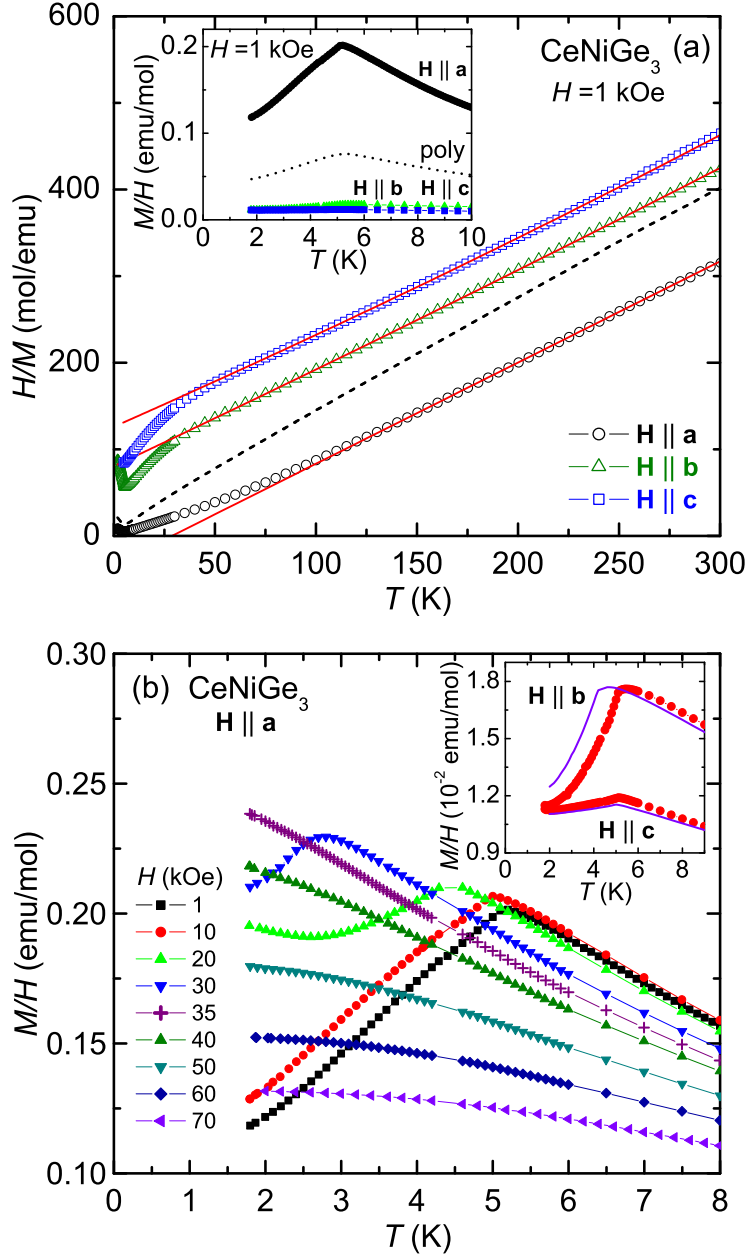 600
400
200
0
H/M (mol/emu)
0 50 100 150 200 250 300
T (K)
CeNiGe3 (a)
H =1 kOe
H || a
H || b
H || c
0.2
0.1
0.0
M/H (emu/mol)
H =1 kOe
H || a
poly
H || b H || c
0 2 4 6 8 10
T (K)
0.30
0.25
0.20
0.15
0.10
M/H (emu/mol)
(b) CeNiGe3
H || a
H (kOe)
1
10
20
30
35
40
50
60
70
0 1 2 3 4 5 6 7 8
T (K)
1.8
1.5
1.2
0.9
M/H (10-2 emu/mol)
H || b
H || c
0 2 4 6 8
T (K)